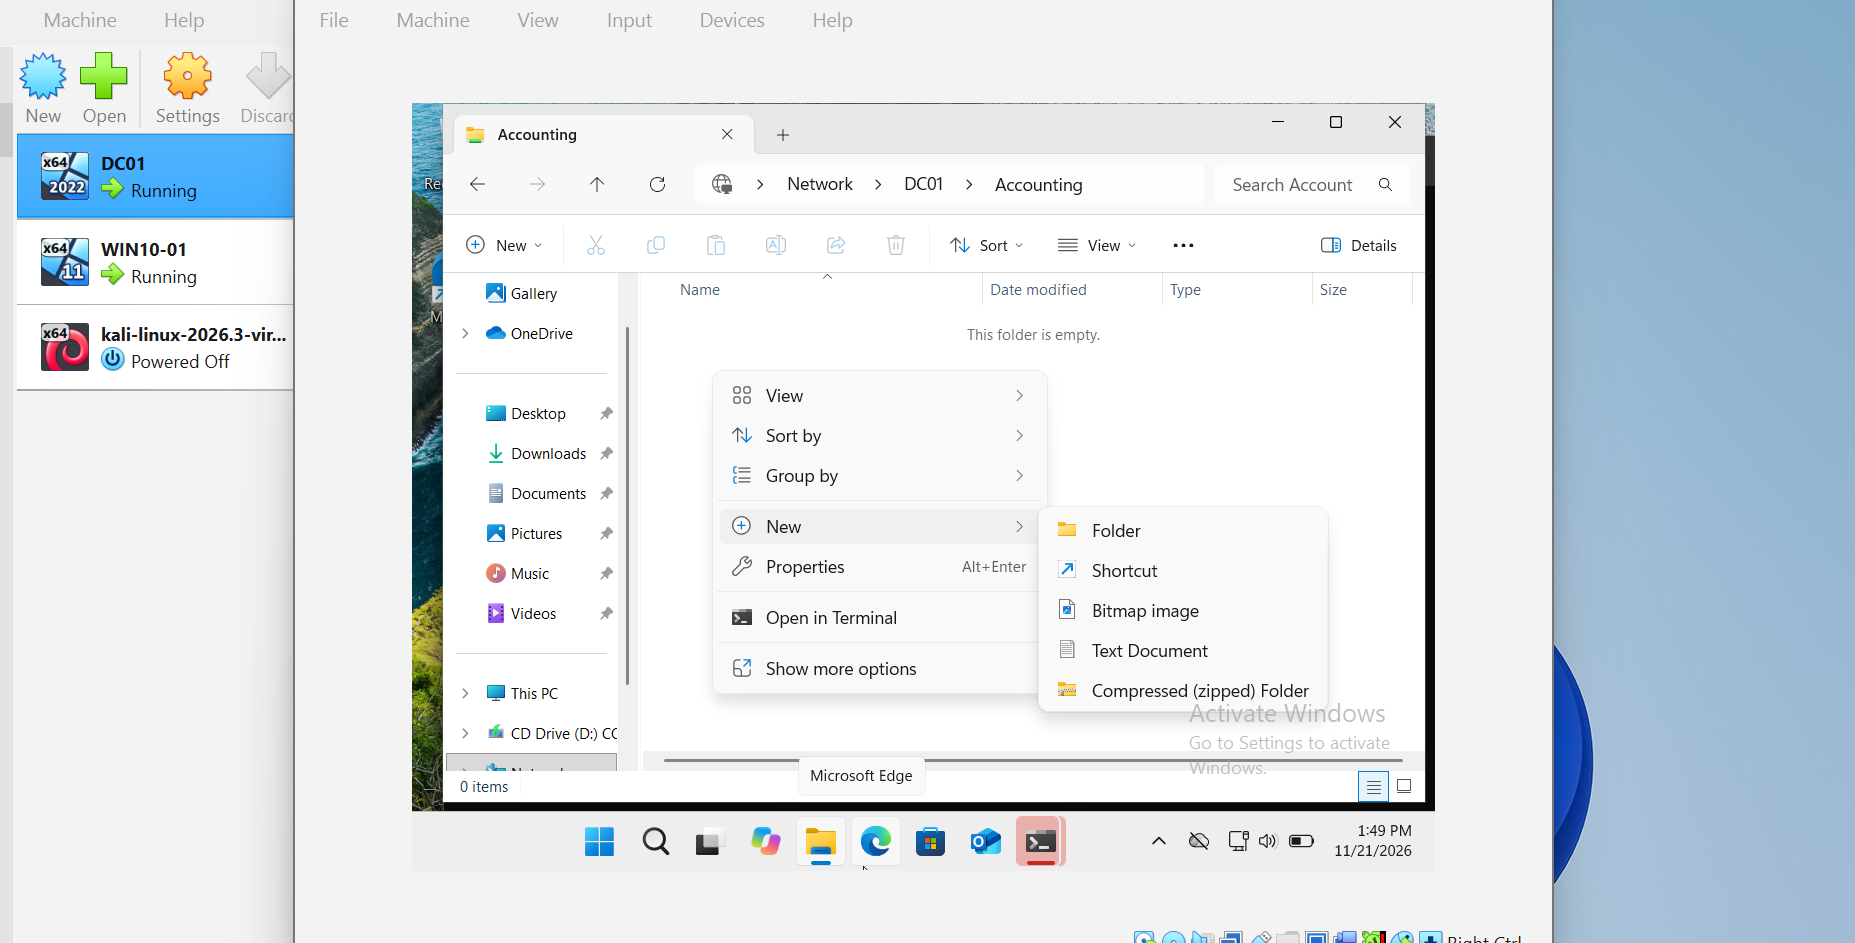 Machine Help
New Open Settings Discard
x64 2022 DC01
Running
x64 11 WIN10-01
Running
x64 kali-linux-2026.3-vir...
Powered Off
File Machine View Input Devices Help
Accounting
Network DC01 Accounting
Search Account
New Sort View Details
Gallery
OneDrive
Desktop
Downloads
Documents
Pictures
Music
Videos
This PC
CD Drive (D:) CC
Name Date modified Type Size
This folder is empty.
View
Sort by
Group by
New
Properties Alt+Enter
Open in Terminal
Show more options
Folder
Shortcut
Bitmap image
Text Document
Compressed (zipped) Folder
Activate Windows
Go to Settings to activate
Windows.
0 items
Microsoft Edge
1:49 PM
11/21/2026
Right Ctrl